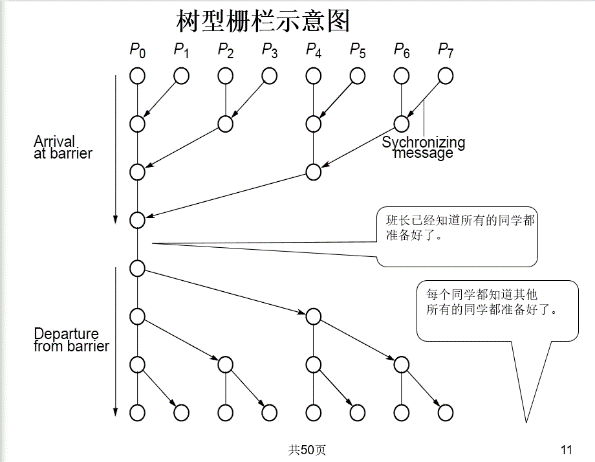 树型栅栏示意图
P0 P1 P2 P3 P4 P5 P6 P7
Arrival
at barrier
Sychronizing
message
班长已经知道所有的同学都
准备好了。
每个同学都知道其他
所有的同学都准备好了。
Departure
from barrier
共50页
11